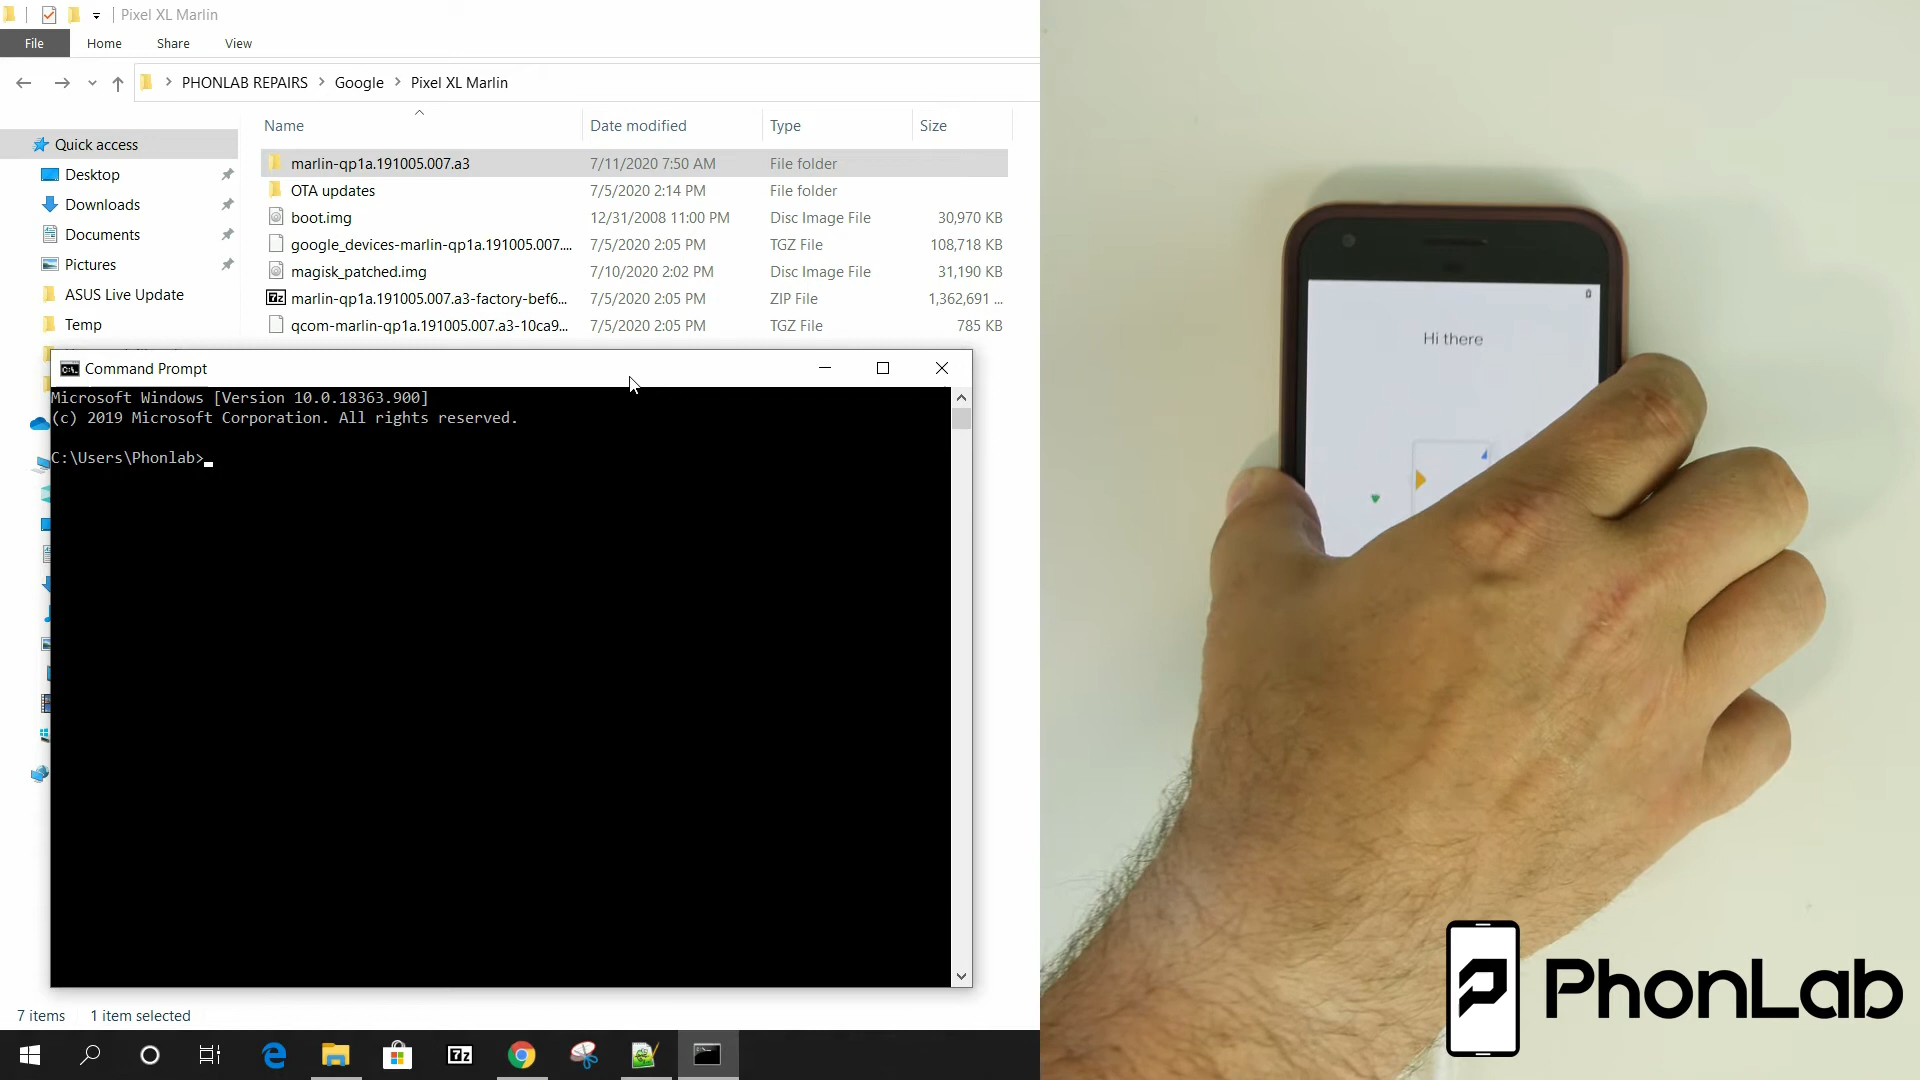 Pixel XL Marlin
File Home Share View
PHONLAB REPAIRS Google Pixel XL Marlin
Name Date modified Type Size
Quick access
Desktop
Downloads
Documents
Pictures
ASUS Live Update
Temp
marlin-qp1a.191005.007.a3 7/11/2020 7:50 AM File folder
OTA updates 7/5/2020 2:14 PM File folder
boot.img 12/31/2008 11:00 PM Disc Image File 30,970 KB
google_devices-marlin-qp1a.191005.007.... 7/5/2020 2:05 PM TGZ File 108,718 KB
magisk_patched.img 7/10/2020 2:02 PM Disc Image File 31,190 KB
7z marlin-qp1a.191005.007.a3-factory-bef6... 7/5/2020 2:05 PM ZIP File 1,362,691 ...
qcom-marlin-qp1a.191005.007.a3-10ca9... 7/5/2020 2:05 PM TGZ File 785 KB
C:\. Command Prompt
Microsoft Windows [Version 10.0.18363.900]
(c) 2019 Microsoft Corporation. All rights reserved.
C:\Users\Phonlab>
7 items 1 item selected
7z
Hi there
PhonLab